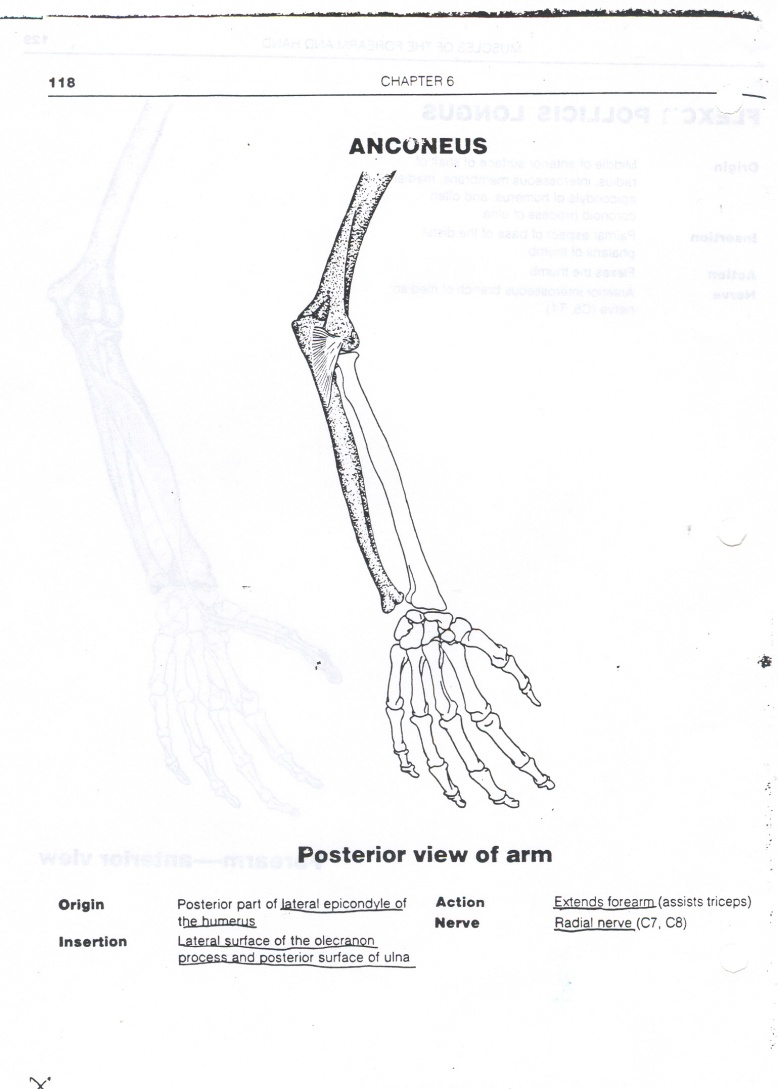 118
CHAPTER 6
ANCONEUS
Posterior view of arm
Origin Posterior part of lateral epicondyle of
the humerus
Insertion Lateral surface of the olecranon
process and posterior surface of ulna
Action Extends forearm (assists triceps)
Nerve Radial nerve (C7, C8)